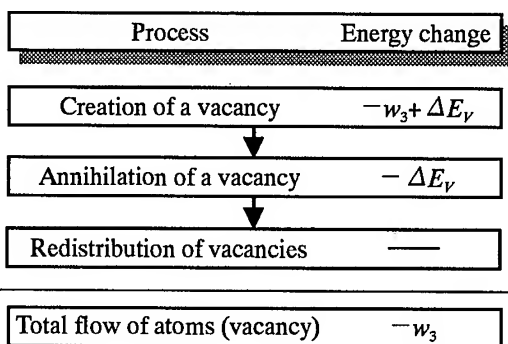 Process Energy change
Creation of a vacancy −w₃+ ΔE_V
Annihilation of a vacancy − ΔE_V
Redistribution of vacancies —
Total flow of atoms (vacancy) −w₃